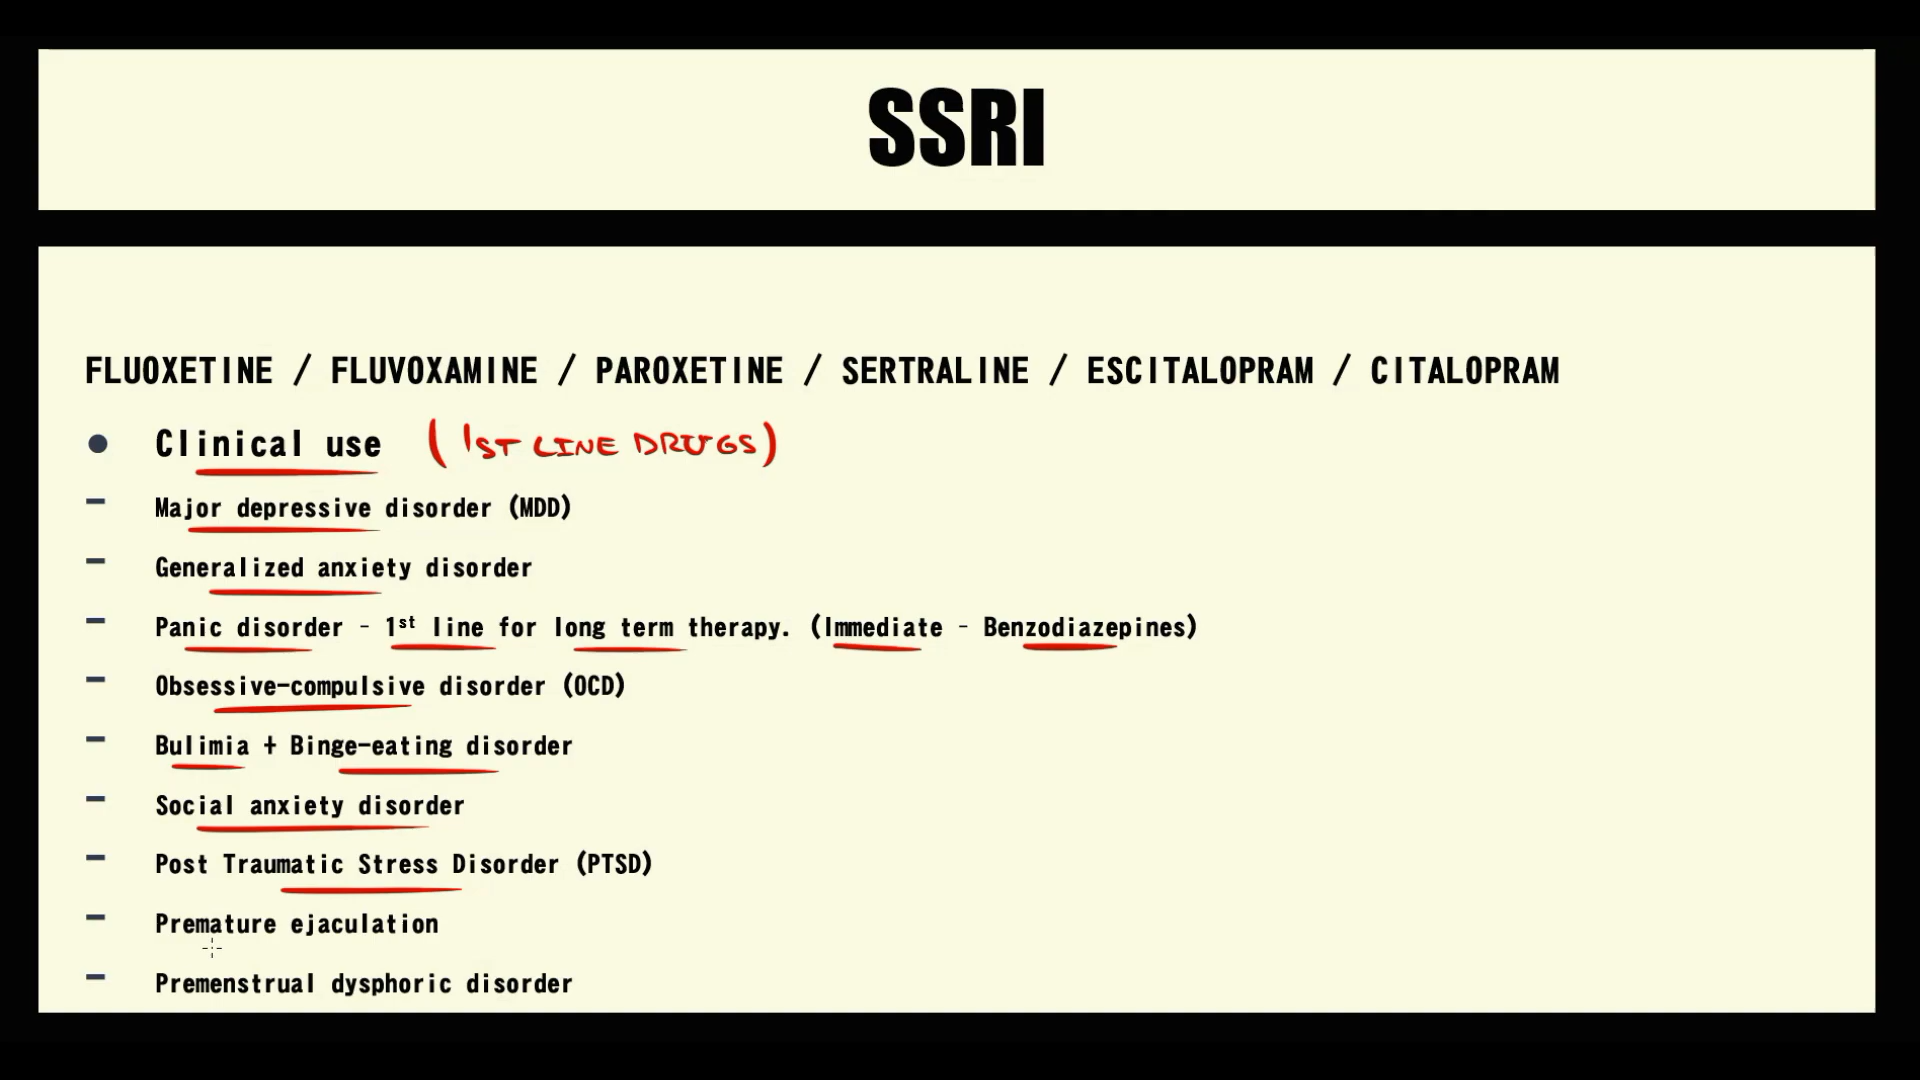 SSRI
FLUOXETINE / FLUVOXAMINE / PAROXETINE / SERTRALINE / ESCITALOPRAM / CITALOPRAM
● Clinical use (1ST LINE DRUGS)
- Major depressive disorder (MDD)
- Generalized anxiety disorder
- Panic disorder - 1st line for long term therapy. (Immediate - Benzodiazepines)
- Obsessive-compulsive disorder (OCD)
- Bulimia + Binge-eating disorder
- Social anxiety disorder
- Post Traumatic Stress Disorder (PTSD)
- Premature ejaculation
- Premenstrual dysphoric disorder